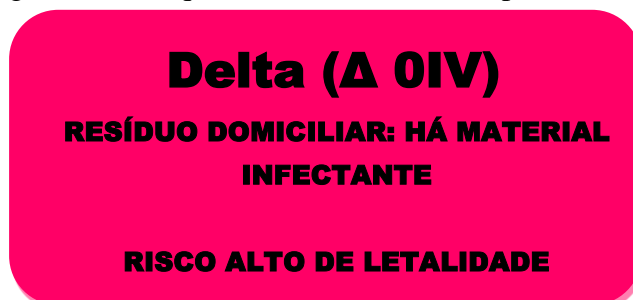 Delta (Δ 0IV)
RESÍDUO DOMICILIAR: HÁ MATERIAL
INFECTANTE
RISCO ALTO DE LETALIDADE